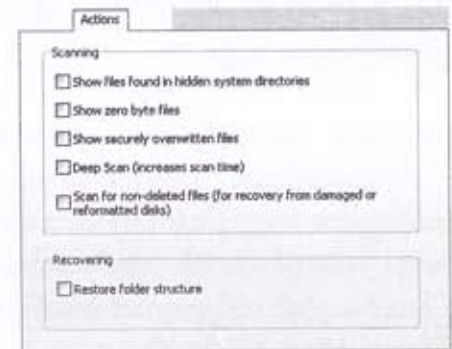 Actions
Scanning
Show files found in hidden system directories
Show zero byte files
Show securely overwritten files
Deep Scan (increases scan time)
Scan for non-deleted files (for recovery from damaged or
reformatted disks)
Recovering
Restore folder structure